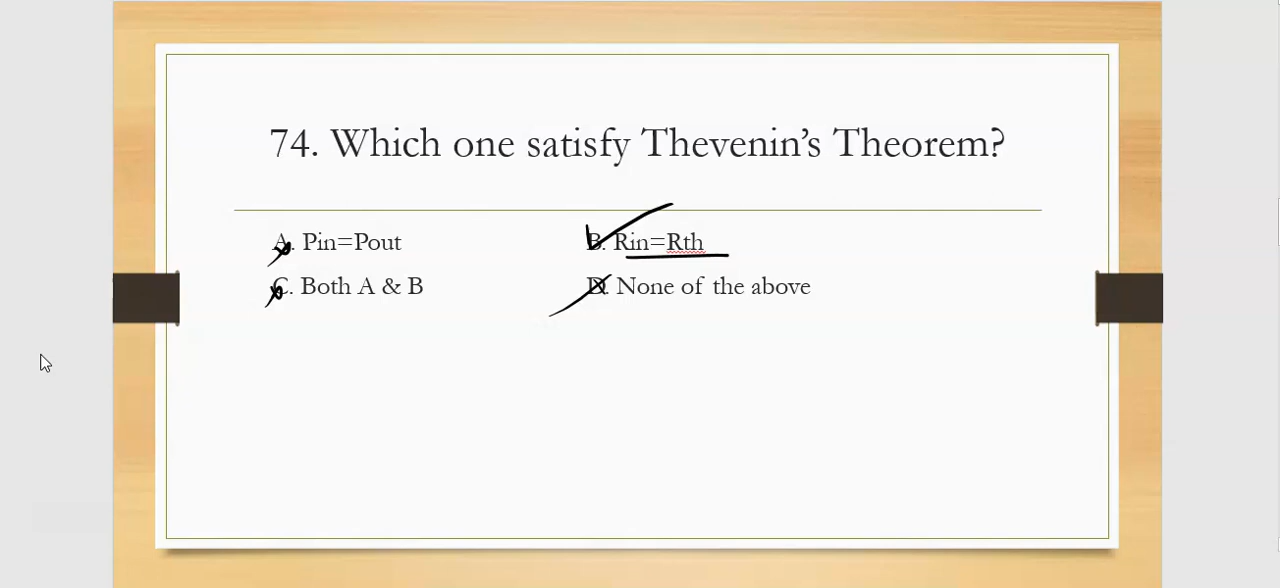 74. Which one satisfy Thevenin’s Theorem?
A. Pin=Pout B. Rin=Rth
C. Both A & B D. None of the above